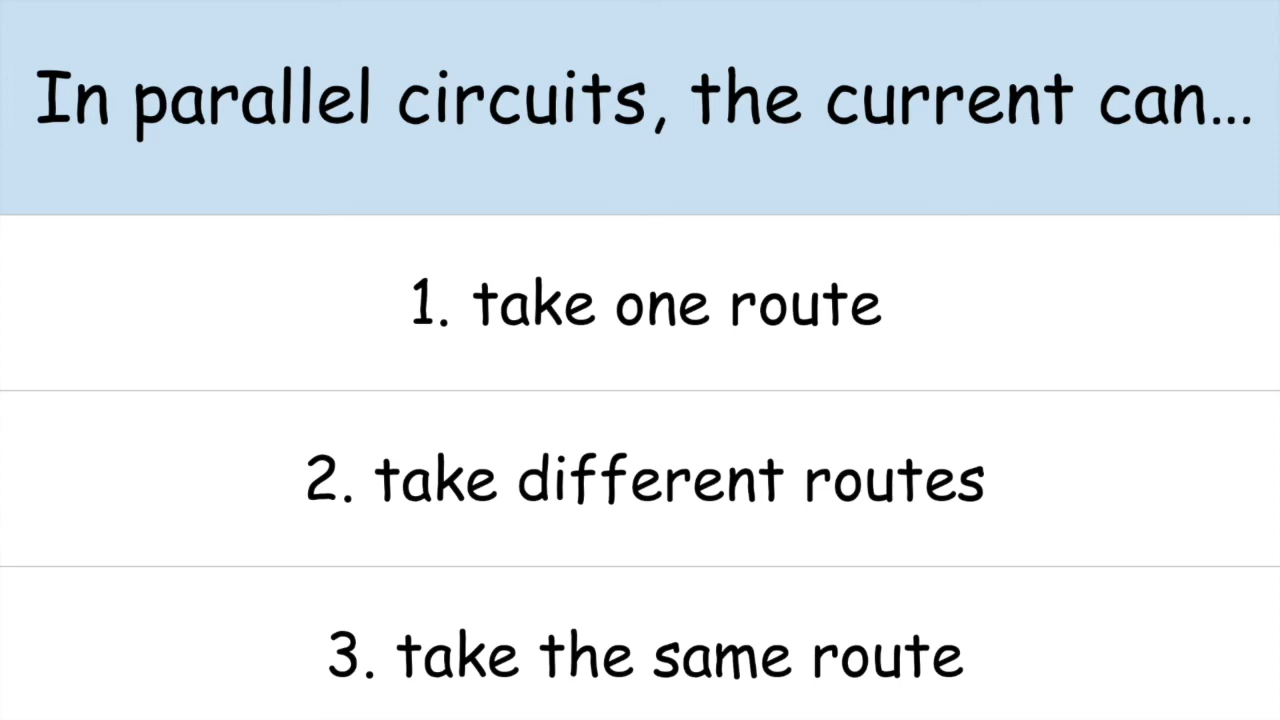 In parallel circuits, the current can...
1. take one route
2. take different routes
3. take the same route